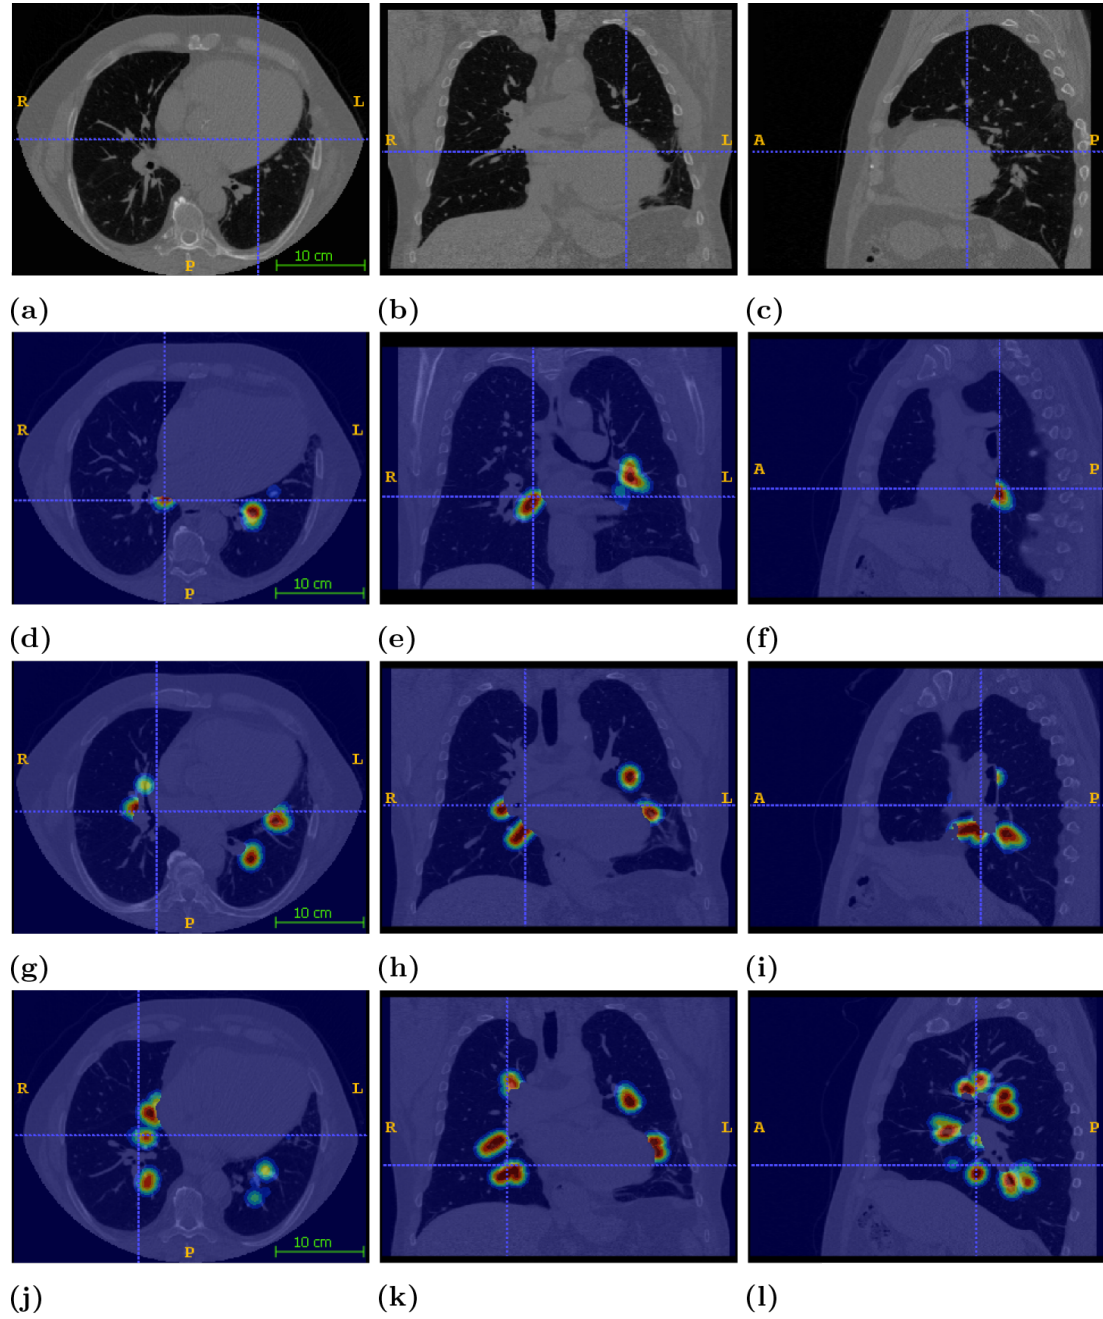 R L P 10 cm
R L
A P
(a) (b) (c)
R L P 10 cm
R L
A P
(d) (e) (f)
R L P 10 cm
R L
A P
(g) (h) (i)
R L P 10 cm
R L
A P
(j) (k) (l)